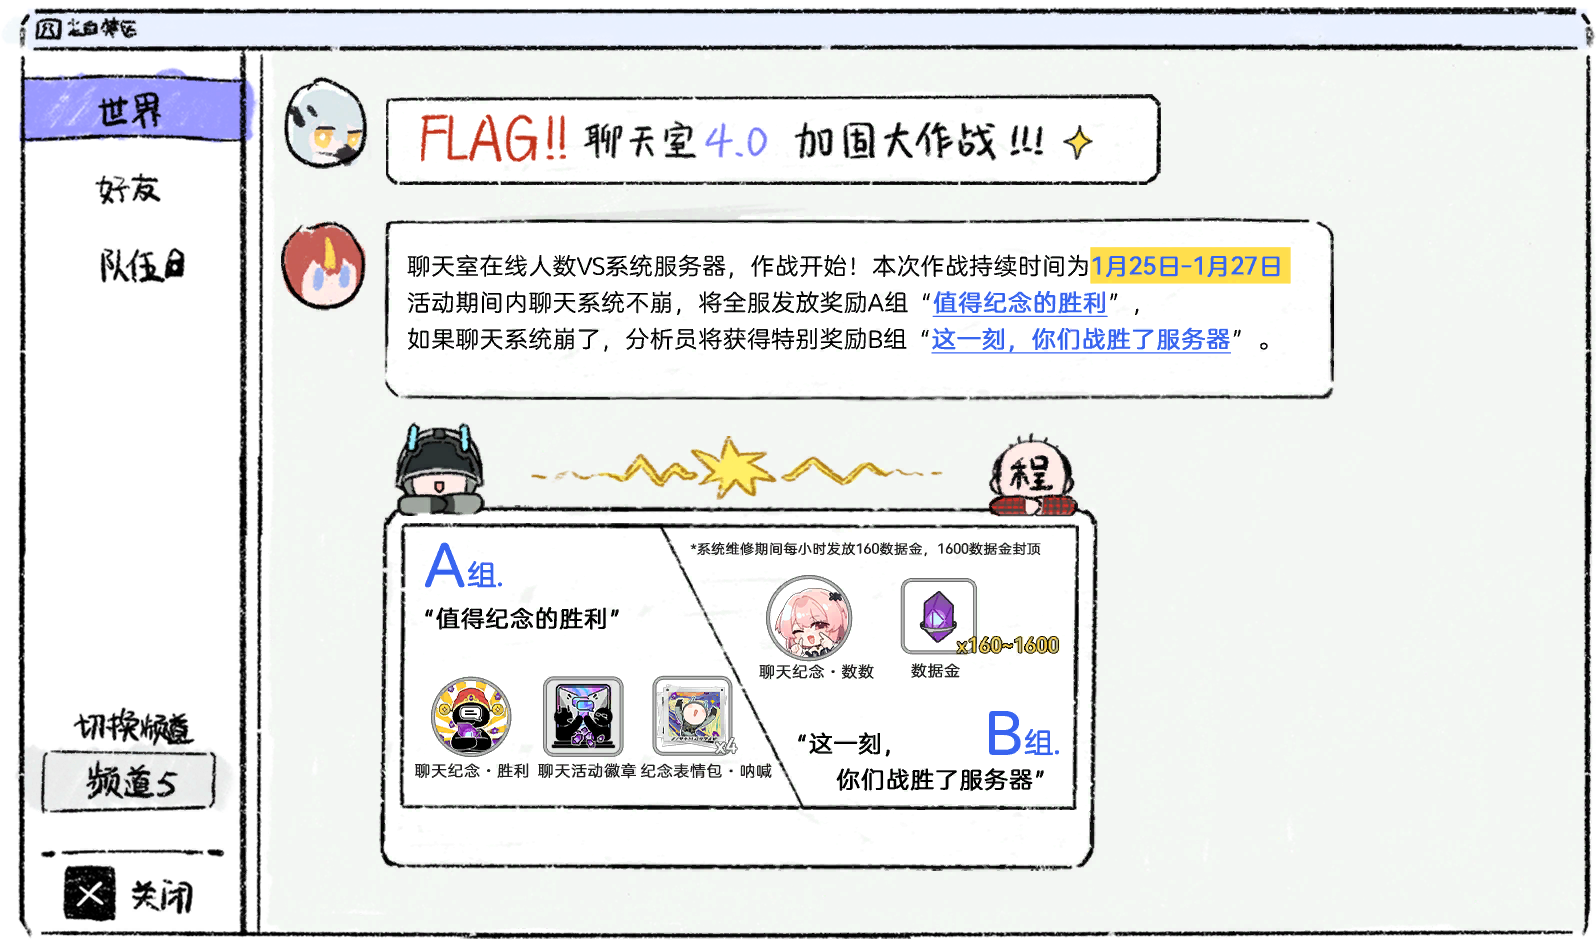 世界
好友
队伍
切换频道
频道5
关闭
FLAG!! 聊天室4.0 加固大作战!!!
聊天室在线人数VS系统服务器，作战开始！本次作战持续时间为1月25日-1月27日
活动期间内聊天系统不崩，将全服发放奖励A组“值得纪念的胜利”，
如果聊天系统崩了，分析员将获得特别奖励B组“这一刻，你们战胜了服务器”。
程
A组.
“值得纪念的胜利”
聊天纪念·胜利
聊天活动徽章
纪念表情包·呐喊
x4
*系统维修期间每小时发放160数据金，1600数据金封顶
聊天纪念·数数
x160~1600
数据金
B组.
“这一刻，
你们战胜了服务器”